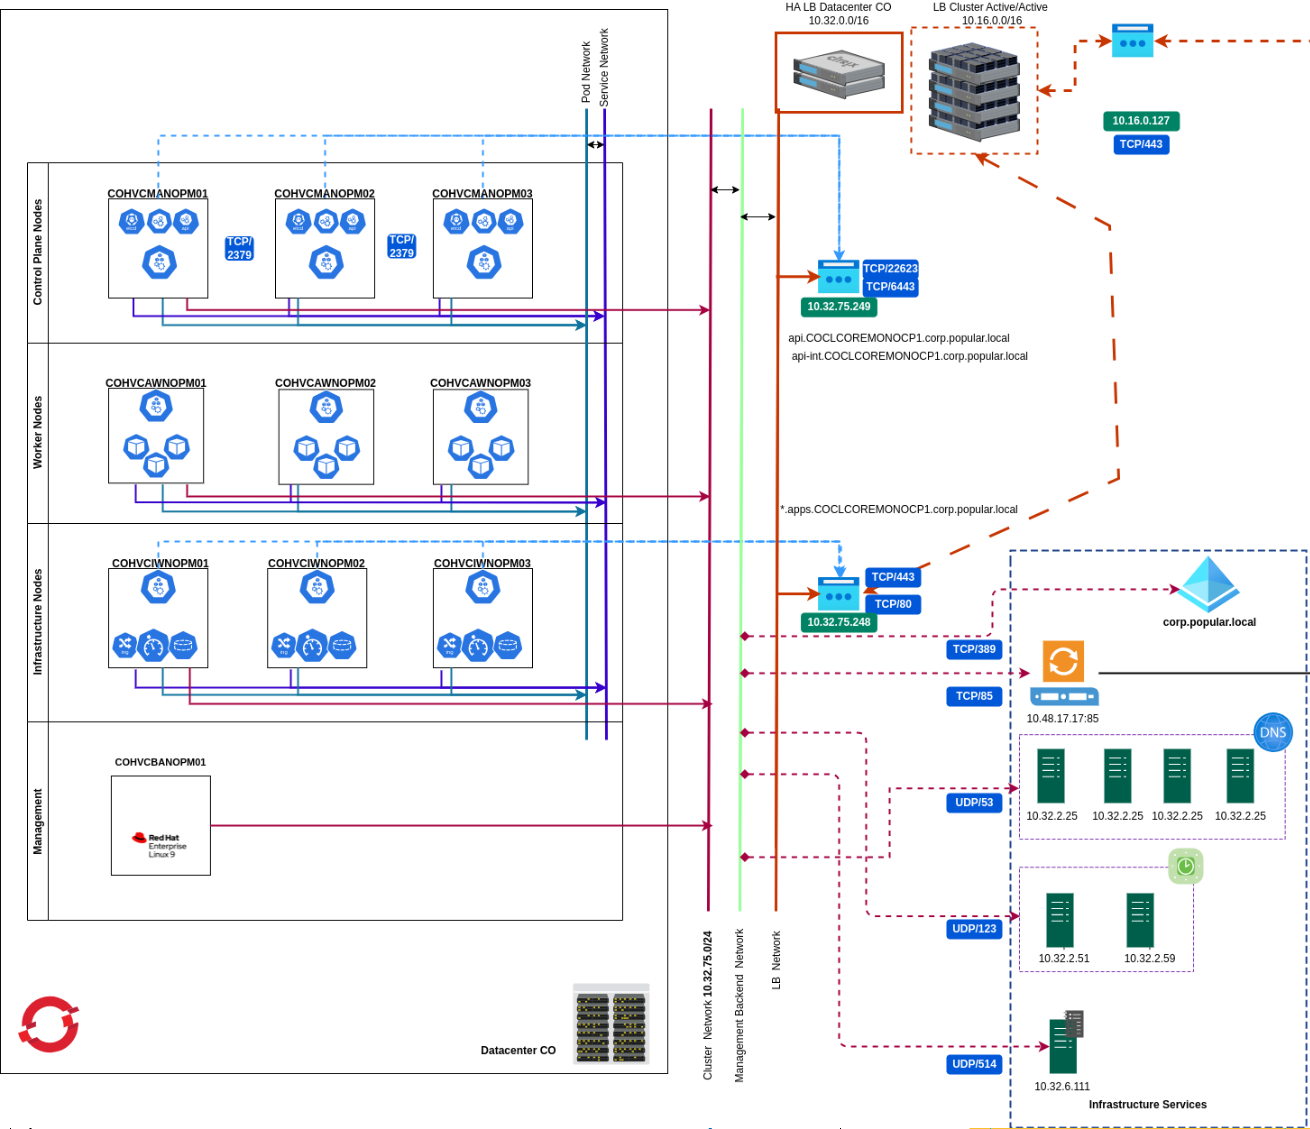 HA LB Datacenter CO
10.32.0.0/16
LB Cluster Active/Active
10.16.0.0/16
citrix
10.16.0.127
TCP/443
Pod Network
Service Network
Control Plane Nodes
COHVCMANOPM01
COHVCMANOPM02
COHVCMANOPM03
etcd
api
etcd
api
etcd
api
TCP/
2379
TCP/
2379
TCP/22623
TCP/6443
10.32.75.249
api.COCLCOREMONOCP1.corp.popular.local
api-int.COCLCOREMONOCP1.corp.popular.local
Worker Nodes
COHVCAWNOPM01
COHVCAWNOPM02
COHVCAWNOPM03
*.apps.COCLCOREMONOCP1.corp.popular.local
Infrastructure Nodes
COHVCIWNOPM01
COHVCIWNOPM02
COHVCIWNOPM03
ing
ing
ing
TCP/443
TCP/80
10.32.75.248
corp.popular.local
TCP/389
TCP/85
10.48.17.17:85
DNS
UDP/53
10.32.2.25
10.32.2.25
10.32.2.25
10.32.2.25
Management
COHVCBANOPM01
Red Hat
Enterprise
Linux 9
UDP/123
10.32.2.51
10.32.2.59
UDP/514
10.32.6.111
Infrastructure Services
Datacenter CO
Cluster Network 10.32.75.0/24
Management Backend Network
LB Network